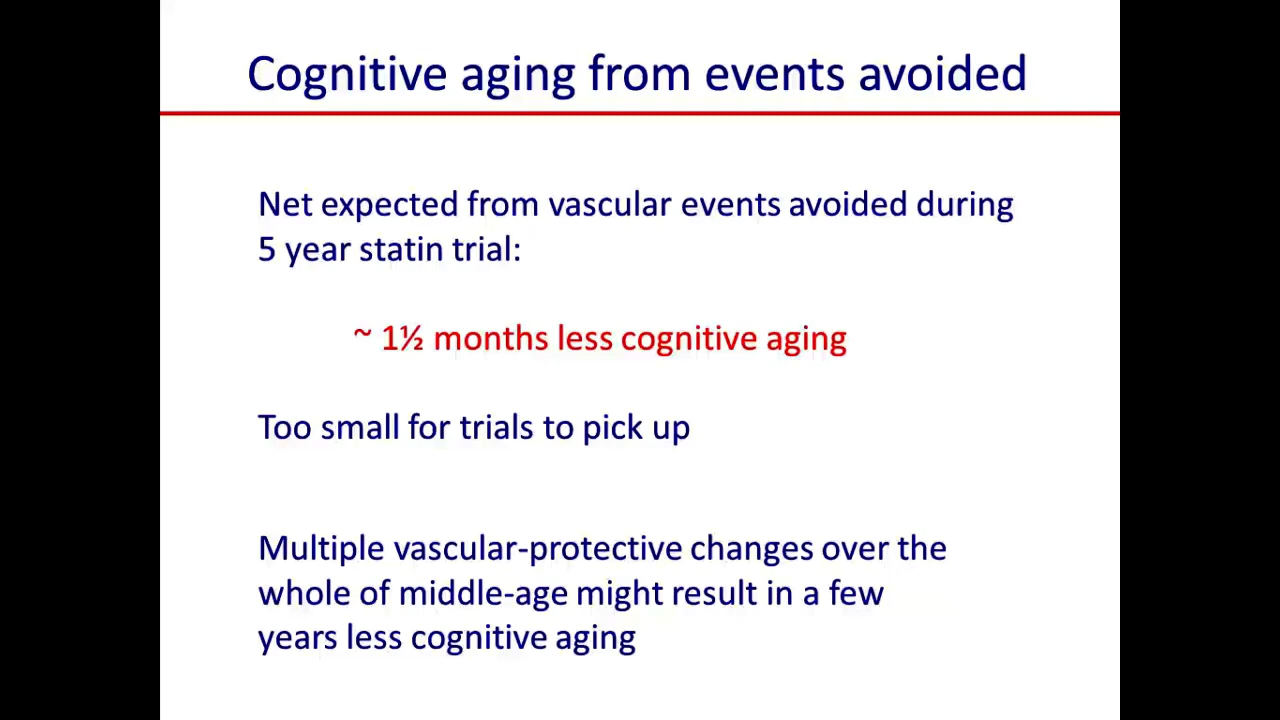 Cognitive aging from events avoided
Net expected from vascular events avoided during
5 year statin trial:
~ 1½ months less cognitive aging
Too small for trials to pick up
Multiple vascular-protective changes over the
whole of middle-age might result in a few
years less cognitive aging